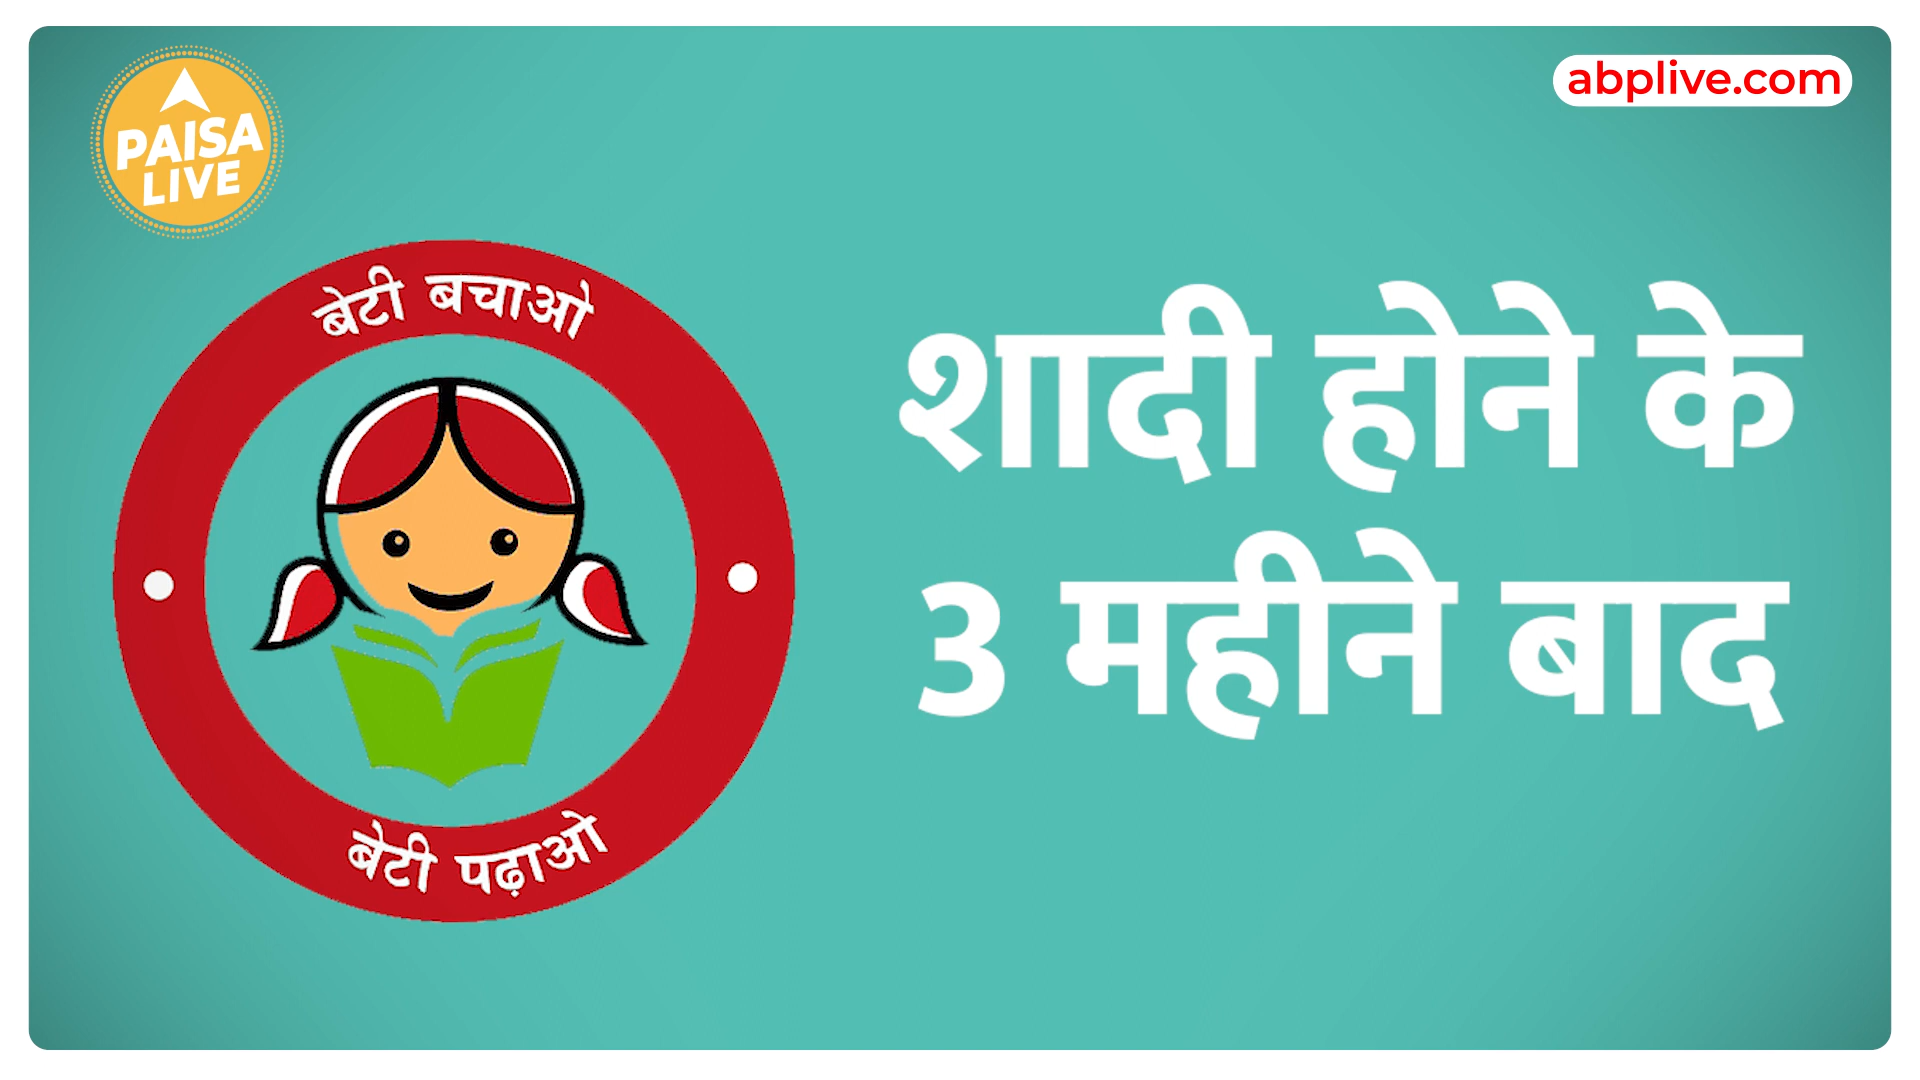 PAISA
LIVE
abplive.com
बेटी बचाओ
बेटी पढ़ाओ
शादी होने के
3 महीने बाद